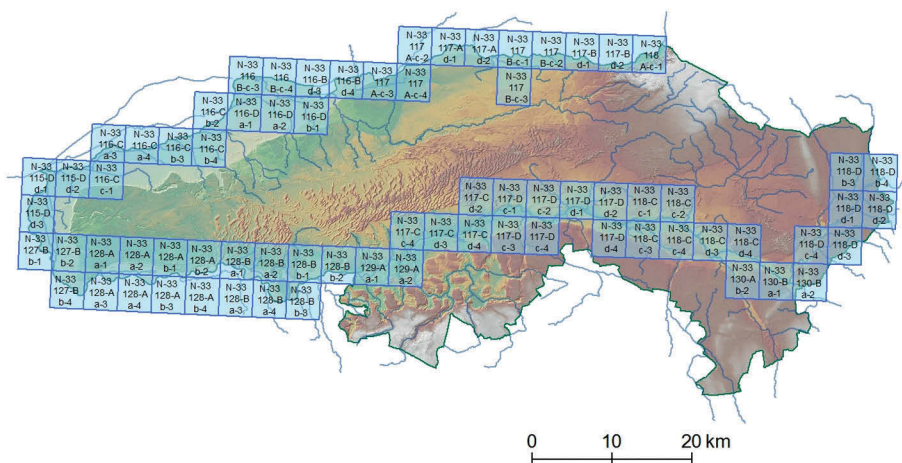 N-33
117
A-c-2
N-33
117-A
d-1
N-33
117-A
d-2
N-33
117
B-c-1
N-33
117
B-c-2
N-33
117-B
d-1
N-33
117-B
d-2
N-33
118
A-c-1
N-33
116
B-c-3
N-33
116
B-c-4
N-33
116-B
d-3
N-33
116-B
d-4
N-33
117
A-c-3
N-33
117
A-c-4
N-33
117
B-c-3
N-33
116-C
b-2
N-33
116-D
a-1
N-33
116-D
a-2
N-33
116-D
b-1
N-33
116-C
a-3
N-33
116-C
a-4
N-33
116-C
b-3
N-33
116-C
b-4
N-33
115-D
d-1
N-33
115-D
d-2
N-33
116-C
c-1
N-33
118-D
b-3
N-33
118-D
b-4
N-33
115-D
d-3
N-33
117-C
d-2
N-33
117-D
c-1
N-33
117-D
c-2
N-33
117-D
d-1
N-33
117-D
d-2
N-33
118-C
c-1
N-33
118-C
c-2
N-33
118-D
d-1
N-33
118-D
d-2
N-33
117-C
c-4
N-33
117-C
d-3
N-33
117-C
d-4
N-33
117-D
c-3
N-33
117-D
c-4
N-33
117-D
d-4
N-33
118-C
c-3
N-33
118-C
c-4
N-33
118-C
d-3
N-33
118-C
d-4
N-33
118-D
c-4
N-33
118-D
d-3
N-33
127-B
b-1
N-33
127-B
b-2
N-33
128-A
a-1
N-33
128-A
a-2
N-33
128-A
b-1
N-33
128-A
b-2
N-33
128-B
a-1
N-33
128-B
a-2
N-33
128-B
b-1
N-33
128-B
b-2
N-33
129-A
a-1
N-33
129-A
a-2
N-33
130-A
b-2
N-33
130-B
a-1
N-33
130-B
a-2
N-33
127-B
b-4
N-33
128-A
a-3
N-33
128-A
a-4
N-33
128-A
b-3
N-33
128-A
b-4
N-33
128-B
a-3
N-33
128-B
a-4
N-33
128-B
b-3
0 10 20 km